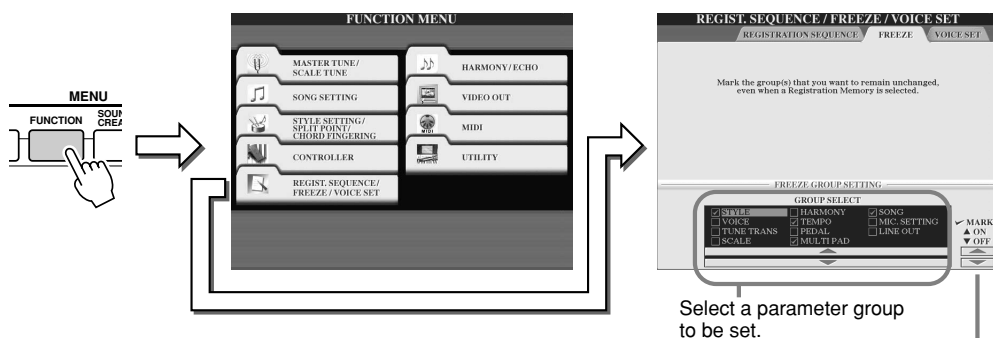 MENU
FUNCTION
SOUN
CREA
FUNCTION MENU
MASTER TUNE/
SCALE TUNE
HARMONY/ECHO
SONG SETTING
VIDEO OUT
STYLE SETTING/
SPLIT POINT/
CHORD FINGERING
MIDI
MIDI
CONTROLLER
UTILITY
REGIST. SEQUENCE/
FREEZE / VOICE SET
REGIST. SEQUENCE / FREEZE / VOICE SET
REGISTRATION SEQUENCE FREEZE VOICE SET
Mark the group(s) that you want to remain unchanged,
even when a Registration Memory is selected.
FREEZE GROUP SETTING
GROUP SELECT
STYLE HARMONY SONG
VOICE TEMPO MIC. SETTING
TUNE TRANS PEDAL LINE OUT
SCALE MULTI PAD
MARK
▲ ON
▼ OFF
Select a parameter group
to be set.